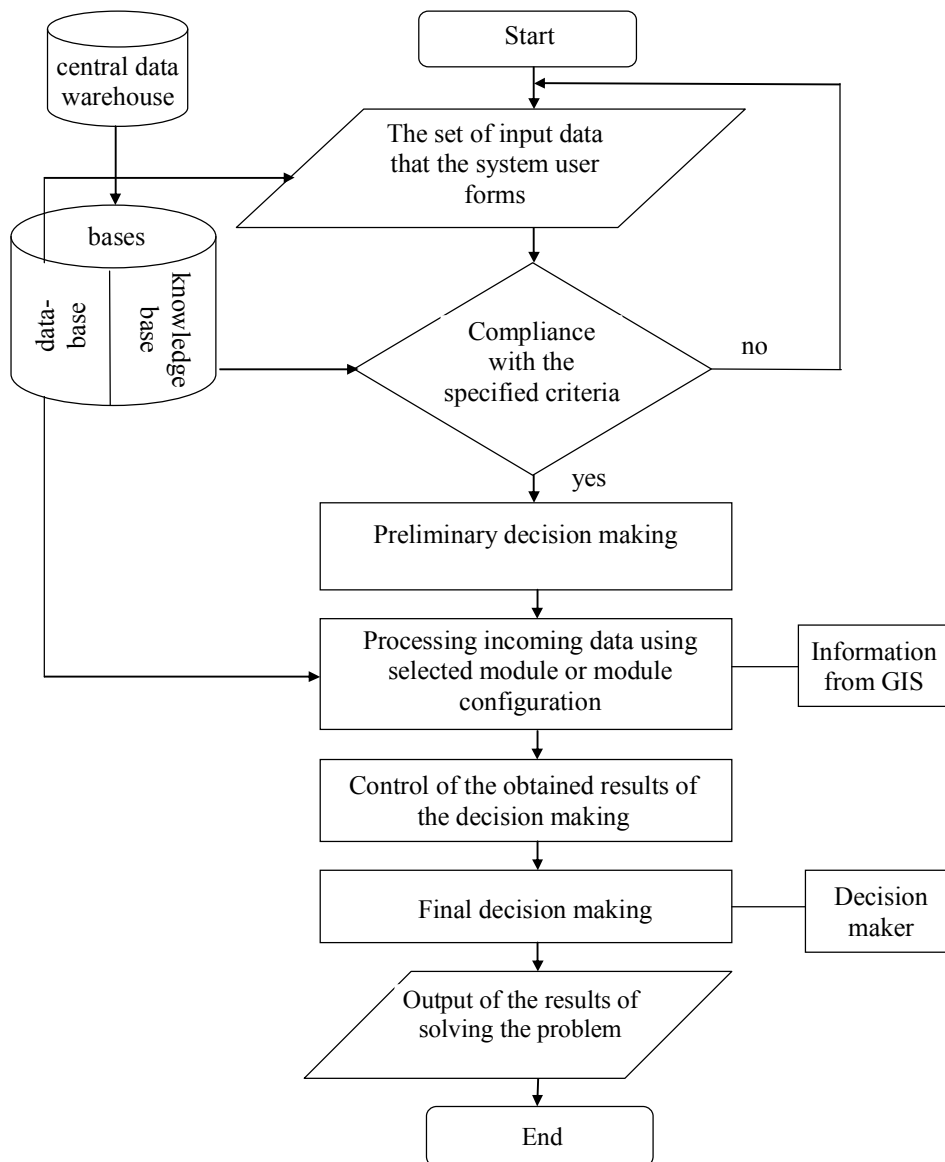 Start
central data
warehouse
The set of input data
that the system user
forms
bases
data-
base
knowledge
base
Compliance
with the
specified criteria
no
yes
Preliminary decision making
Processing incoming data using
selected module or module
configuration
Information
from GIS
Control of the obtained results of
the decision making
Final decision making
Decision
maker
Output of the results of
solving the problem
End